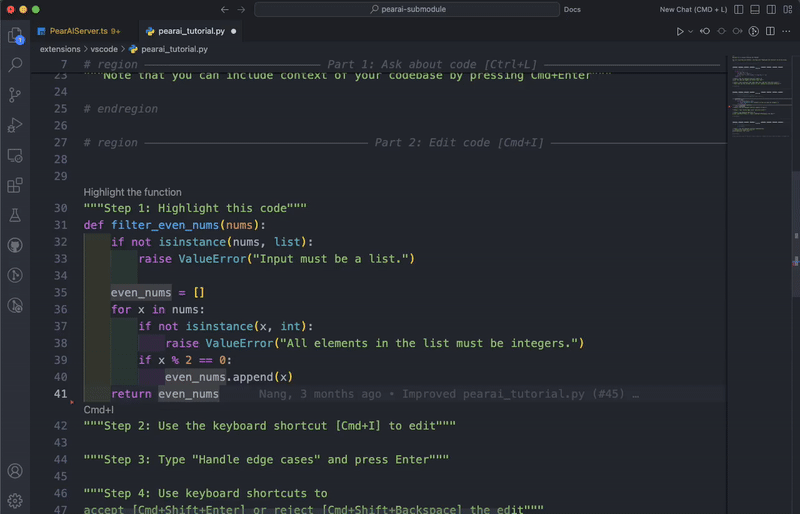 pearai-submodule
Docs
New Chat (CMD + L)
PearAIServer.ts 9+
pearai_tutorial.py
extensions > vscode > pearai_tutorial.py
7 # region Part 1: Ask about code [Ctrl+L]
23 """Note that you can include context of your codebase by pressing Cmd+Enter"""
24
25 # endregion
26
27 # region Part 2: Edit code [Cmd+I]
28
29
Highlight the function
30 """Step 1: Highlight this code"""
31 def filter_even_nums(nums):
32 if not isinstance(nums, list):
33 raise ValueError("Input must be a list.")
34
35 even_nums = []
36 for x in nums:
37 if not isinstance(x, int):
38 raise ValueError("All elements in the list must be integers.")
39 if x % 2 == 0:
40 even_nums.append(x)
41 return even_nums Nang, 3 months ago • Improved pearai_tutorial.py (#45) …
Cmd+I
42 """Step 2: Use the keyboard shortcut [Cmd+I] to edit"""
43
44 """Step 3: Type "Handle edge cases" and press Enter"""
45
46 """Step 4: Use keyboard shortcuts to
47 accept [Cmd+Shift+Enter] or reject [Cmd+Shift+Backspace] the edit"""